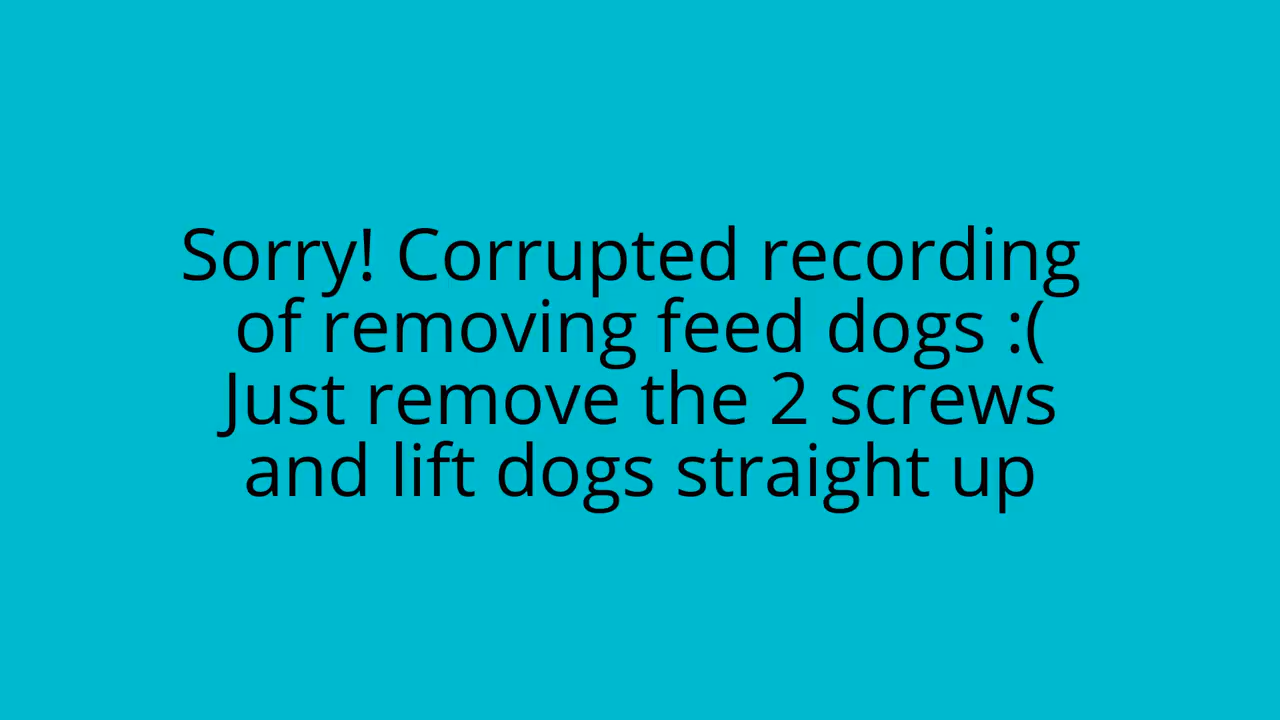 Sorry! Corrupted recording
of removing feed dogs :(
Just remove the 2 screws
and lift dogs straight up